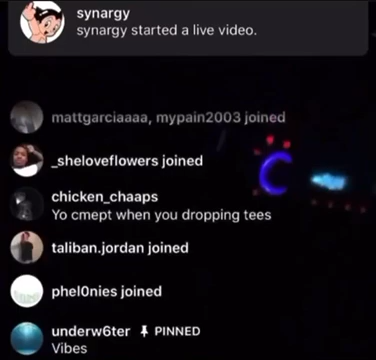 synargy
synargy started a live video.
mattgarciaaaa, mypain2003 joined
_sheloveflowers joined
chicken_chaaps
Yo cmept when you dropping tees
taliban.jordan joined
phel0nies joined
underw6ter PINNED
Vibes